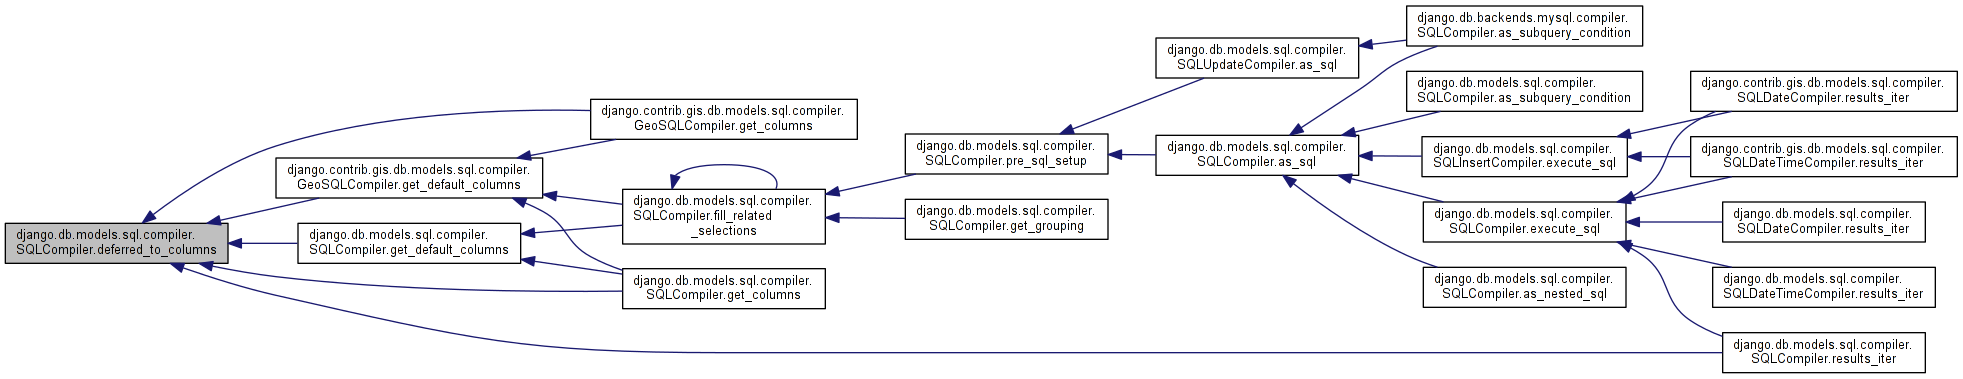 django.db.models.sql.compiler.
SQLCompiler.deferred_to_columns
django.contrib.gis.db.models.sql.compiler.
GeoSQLCompiler.get_columns
django.contrib.gis.db.models.sql.compiler.
GeoSQLCompiler.get_default_columns
django.db.models.sql.compiler.
SQLCompiler.get_default_columns
django.db.models.sql.compiler.
SQLCompiler.fill_related
_selections
django.db.models.sql.compiler.
SQLCompiler.get_columns
django.db.models.sql.compiler.
SQLCompiler.pre_sql_setup
django.db.models.sql.compiler.
SQLCompiler.get_grouping
django.db.models.sql.compiler.
SQLUpdateCompiler.as_sql
django.db.models.sql.compiler.
SQLCompiler.as_sql
django.db.backends.mysql.compiler.
SQLCompiler.as_subquery_condition
django.db.models.sql.compiler.
SQLCompiler.as_subquery_condition
django.db.models.sql.compiler.
SQLInsertCompiler.execute_sql
django.db.models.sql.compiler.
SQLCompiler.execute_sql
django.db.models.sql.compiler.
SQLCompiler.as_nested_sql
django.contrib.gis.db.models.sql.compiler.
SQLDateCompiler.results_iter
django.contrib.gis.db.models.sql.compiler.
SQLDateTimeCompiler.results_iter
django.db.models.sql.compiler.
SQLDateCompiler.results_iter
django.db.models.sql.compiler.
SQLDateTimeCompiler.results_iter
django.db.models.sql.compiler.
SQLCompiler.results_iter